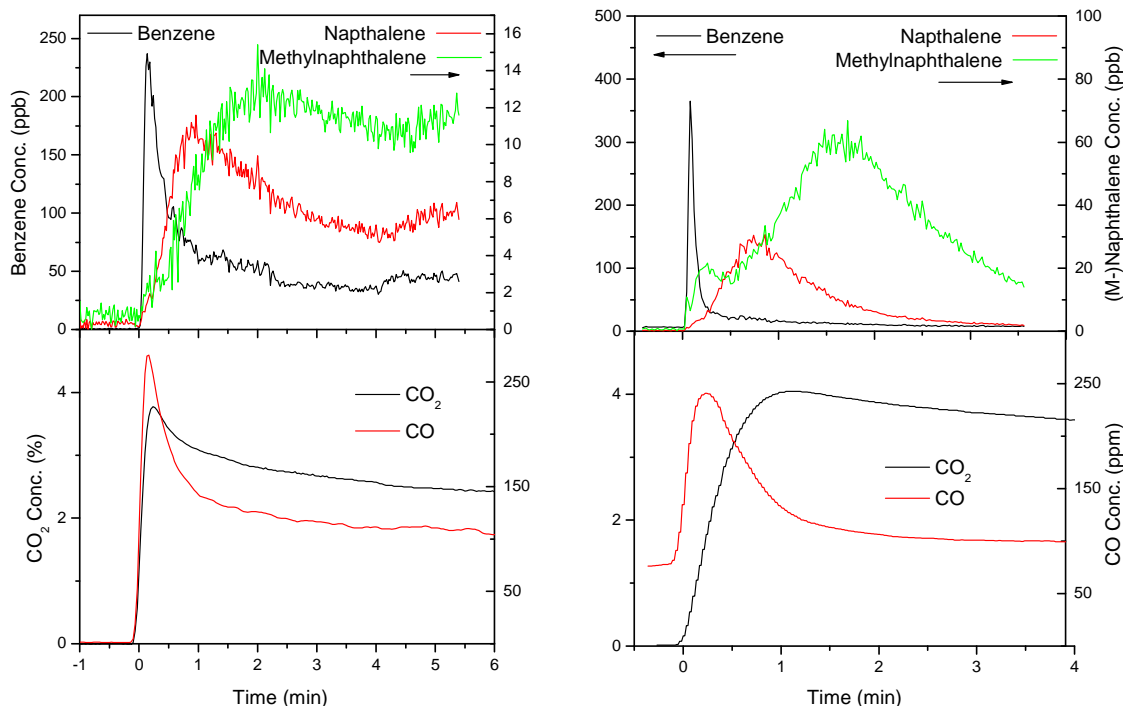 Benzene
Napthalene
Methylnaphthalene
250
200
150
100
50
0
Benzene Conc. (ppb)
16
14
12
10
8
6
4
2
0
Benzene
Napthalene
Methylnaphthalene
500
400
300
200
100
0
100
80
60
40
20
0
(M-)Naphthalene Conc. (ppb)
CO2
CO
4
2
0
CO2 Conc. (%)
250
150
50
-1 0 1 2 3 4 5 6
Time (min)
CO2
CO
4
2
0
250
150
50
CO Conc. (ppm)
0 1 2 3 4
Time (min)